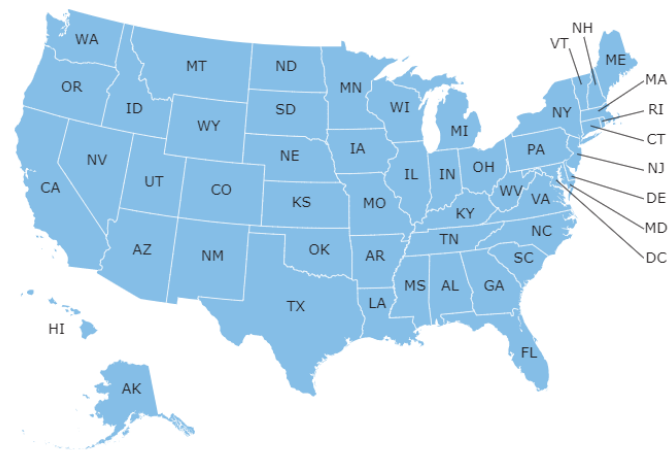 NH
VT
WA
ME
MT
ND
MA
OR
MN
RI
ID
SD
WI
NY
WY
MI
CT
PA
NV
NE
IA
OH
NJ
UT
IL
IN
CA
CO
WV
DE
KS
MO
VA
KY
MD
NC
TN
AZ
NM
OK
AR
SC
DC
MS
AL
GA
TX
LA
HI
FL
AK